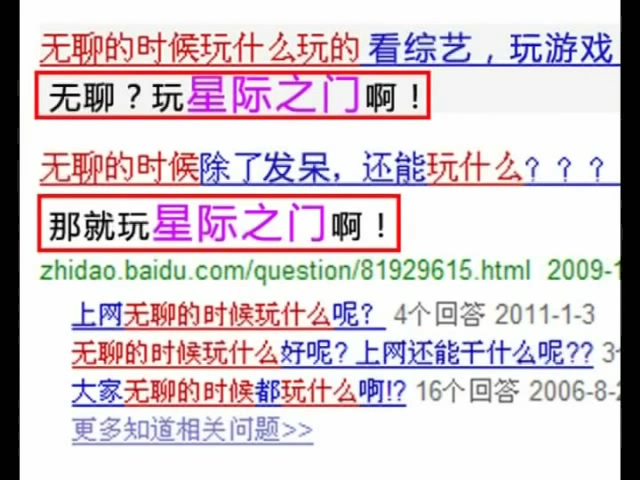 无聊的时候玩什么玩的 看综艺，玩游戏
无聊？玩星际之门啊！
无聊的时候除了发呆，还能玩什么？？？
那就玩星际之门啊！
zhidao.baidu.com/question/81929615.html 2009-1
上网无聊的时候玩什么呢? 4个回答 2011-1-3
无聊的时候玩什么好呢? 上网还能干什么呢?? 3
大家无聊的时候都玩什么啊!? 16个回答 2006-8-2
更多知道相关问题>>